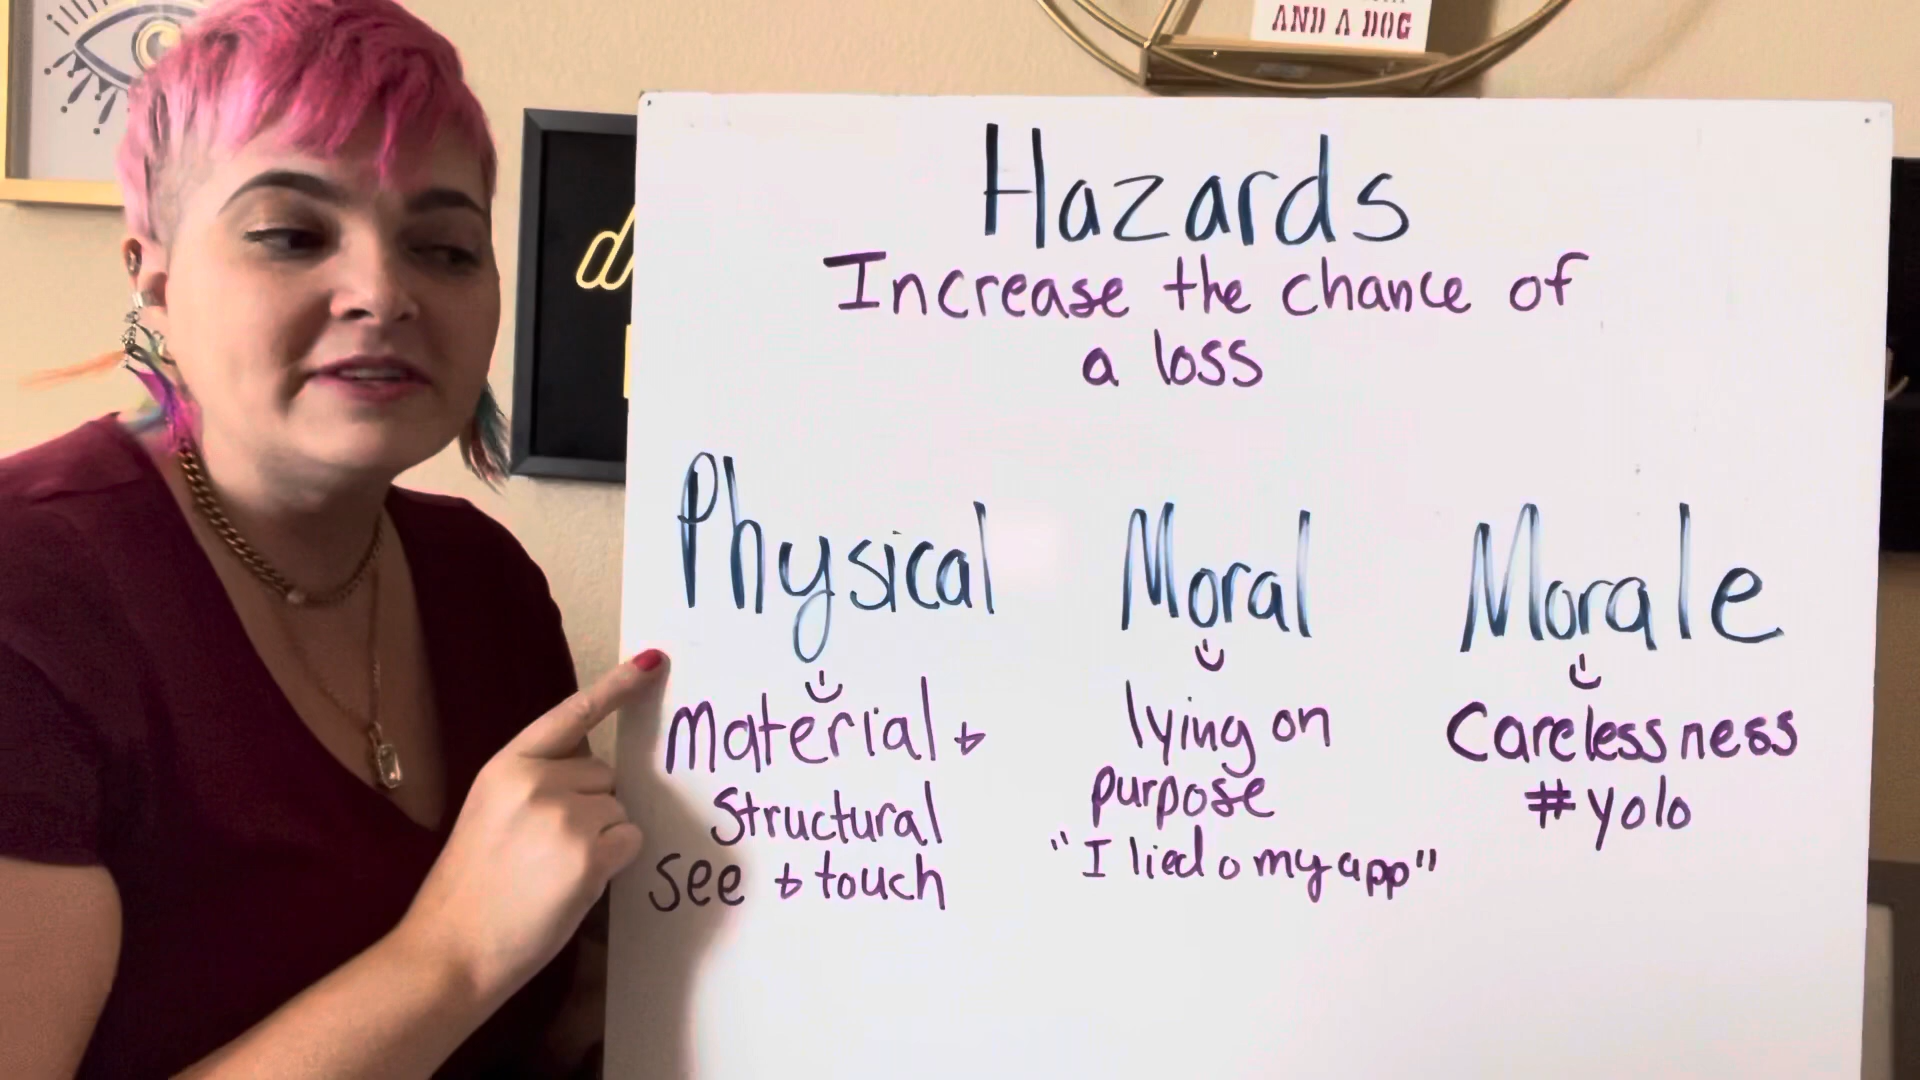 AND A DOG
Hazards
Increase the chance of
a loss
Physical Moral Morale
Material +
Structural
See + touch
lying on
purpose
"I lied o my app"
Carelessness
#yolo